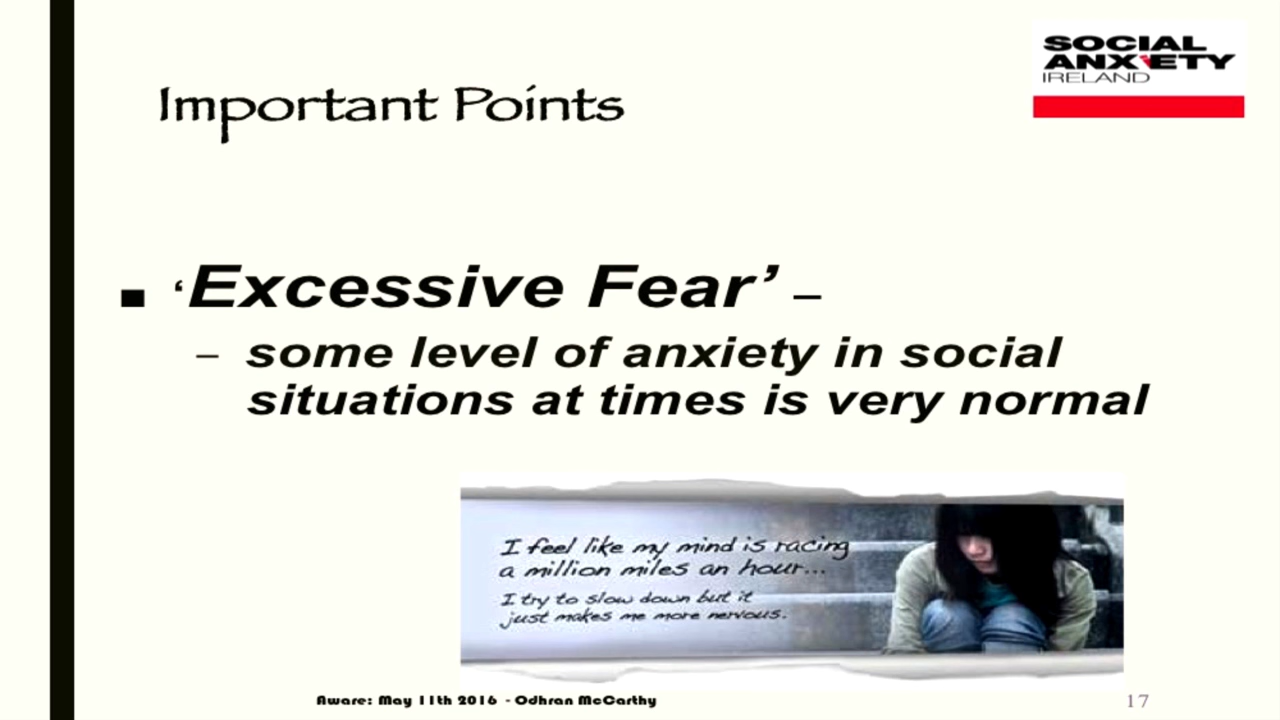 SOCIAL
ANXIETY
IRELAND
Important Points
‘Excessive Fear’ –
– some level of anxiety in social
situations at times is very normal
I feel like my mind is racing
a million miles an hour...
I try to slow down but it
just makes me more nervous.
Aware: May 11th 2016 - Odhran McCarthy
17